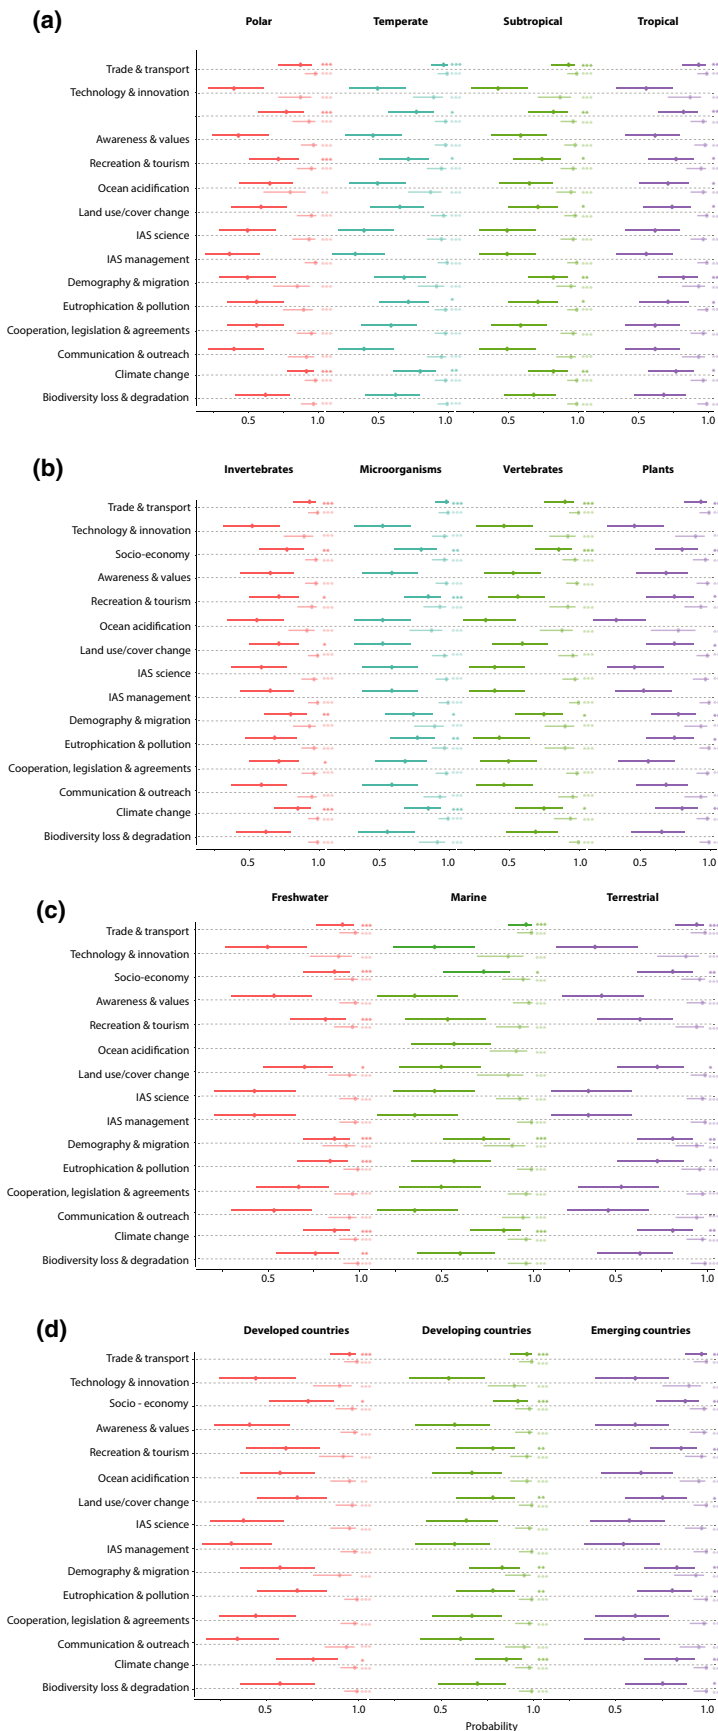 (a)
Polar Temperate Subtropical Tropical
Trade & transport
Technology & innovation
Awareness & values
Recreation & tourism
Ocean acidification
Land use/cover change
IAS science
IAS management
Demography & migration
Eutrophication & pollution
Cooperation, legislation & agreements
Communication & outreach
Climate change
Biodiversity loss & degradation
0.5 1.0 0.5 1.0 0.5 1.0 0.5 1.0
(b)
Invertebrates Microorganisms Vertebrates Plants
Trade & transport
Technology & innovation
Socio-economy
Awareness & values
Recreation & tourism
Ocean acidification
Land use/cover change
IAS science
IAS management
Demography & migration
Eutrophication & pollution
Cooperation, legislation & agreements
Communication & outreach
Climate change
Biodiversity loss & degradation
0.5 1.0 0.5 1.0 0.5 1.0 0.5 1.0
(c)
Freshwater Marine Terrestrial
Trade & transport
Technology & innovation
Socio-economy
Awareness & values
Recreation & tourism
Ocean acidification
Land use/cover change
IAS science
IAS management
Demography & migration
Eutrophication & pollution
Cooperation, legislation & agreements
Communication & outreach
Climate change
Biodiversity loss & degradation
0.5 1.0 0.5 1.0 0.5 1.0
(d)
Developed countries Developing countries Emerging countries
Trade & transport
Technology & innovation
Socio - economy
Awareness & values
Recreation & tourism
Ocean acidification
Land use/cover change
IAS science
IAS management
Demography & migration
Eutrophication & pollution
Cooperation, legislation & agreements
Communication & outreach
Climate change
Biodiversity loss & degradation
0.5 1.0 0.5 1.0 0.5 1.0
Probability